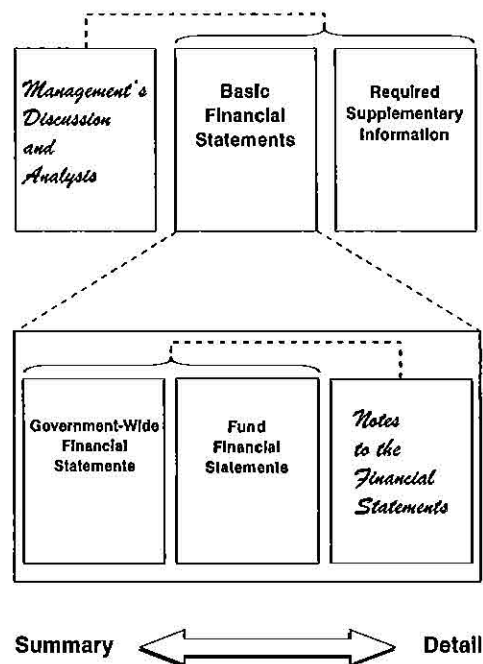 Management's
Discussion
and
Analysis
Basic
Financial
Statements
Required
Supplementary
Information
Government-Wide
Financial
Statements
Fund
Financial
Statements
Notes
to the
Financial
Statements
Summary
Detail